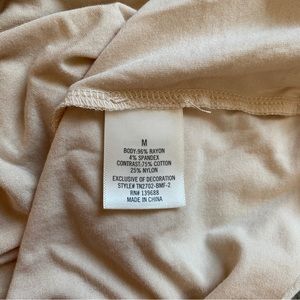 M
BODY:96% RAYON
4% SPANDEX
CONTRAST:75% COTTON
25% NYLON
EXCLUSIVE OF DECORATION
STYLE# TN2702-BMF-2
RN# 139688
MADE IN CHINA